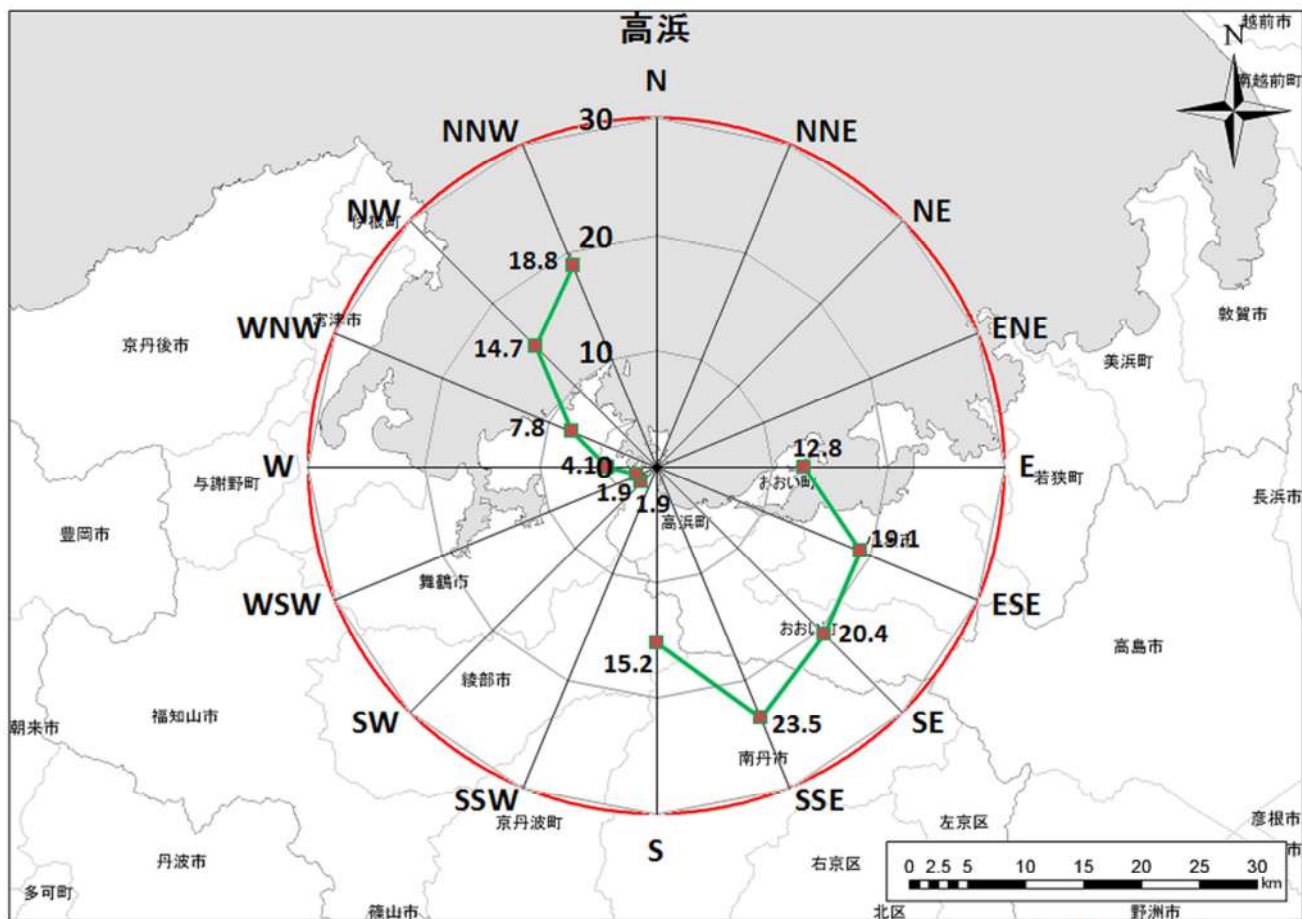 高浜
越前市
N
南越前町
N
30
NNW
NNE
NW
伊根町
NE
20
18.8
WNW
宮津市
ENE
敦賀市
京丹後市
14.7
10
美浜町
7.8
12.8
W
4.1
0
E
与謝野町
おおい町
若狭町
長浜市
1.9
1.9
高浜町
豊岡市
19.1
舞鶴市
WSW
ESE
おおい町
20.4
高島市
15.2
綾部市
朝来市
福知山市
SW
23.5
SE
南丹市
SSW
SSE
京丹波町
S
左京区
彦根市
丹波市
右京区
市
0 2.5 5 10 15 20 25 30
km
多可町
篠山市
北区
野洲市